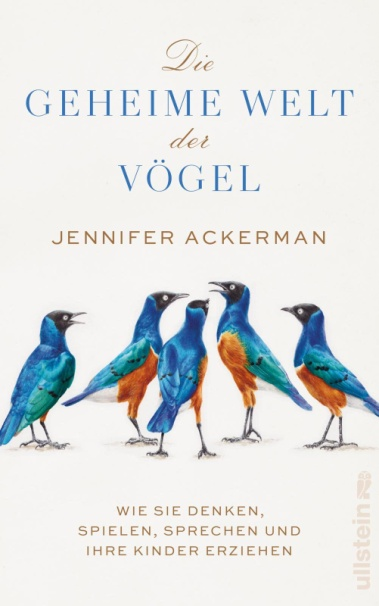 Die
GEHEIME WELT
der
VÖGEL
JENNIFER ACKERMAN
WIE SIE DENKEN,
SPIELEN, SPRECHEN UND
IHRE KINDER ERZIEHEN
ullstein